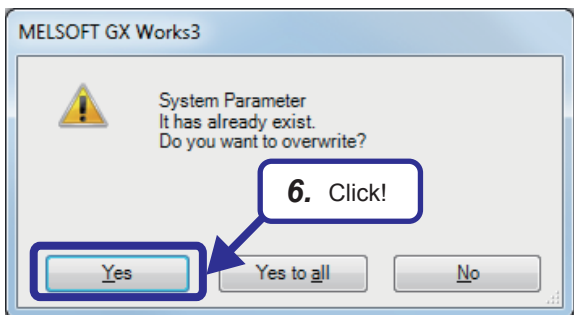 MELSOFT GX Works3
System Parameter
It has already exist.
Do you want to overwrite?
6. Click!
Yes Yes to all No